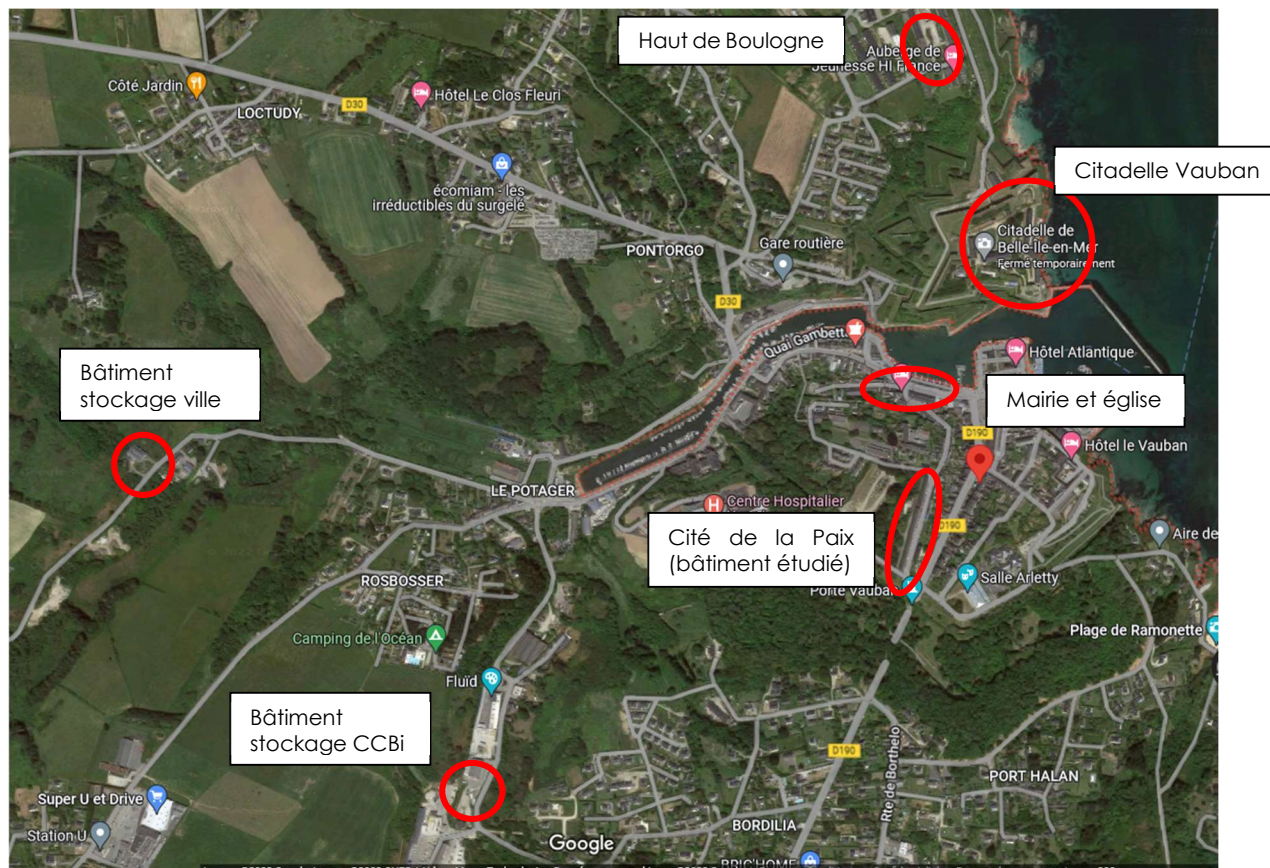 Haut de Boulogne
Auberge de
Jeunesse HI France
Côté Jardin
Hôtel Le Clos Fleuri
D30
LOCTUDY
écomiam - les
irréductibles du surgelé
Citadelle Vauban
Citadelle de
Belle-Île-en-Mer
Fermé temporairement
PONTORGO
Gare routière
D30
Quai Gambetta
Hôtel Atlantique
Bâtiment
stockage ville
Mairie et église
D190
Hôtel le Vauban
LE POTAGER
Centre Hospitalier
Cité de la Paix
(bâtiment étudié)
D190
Aire de
ROSBOSSER
Salle Arletty
Porte Vauban
Camping de l'Océan
Plage de Ramonette
Fluïd
Bâtiment
stockage CCBi
D190
Rte de Borthelo
PORT HALAN
Super U et Drive
Station U
BORDILIA
Google
BRIC'HOME